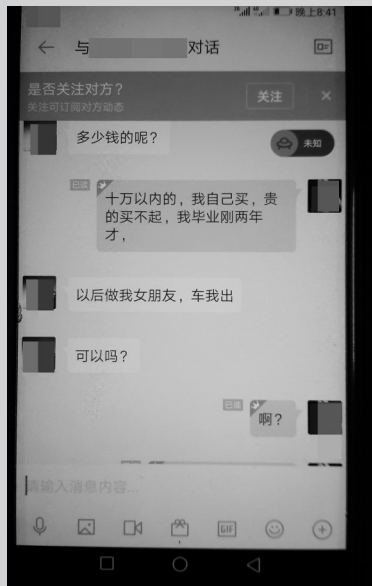 晚上8:41
与 对话
是否关注对方?
关注可订阅对方动态
关注
多少钱的呢?
未知
已读
十万以内的，我自己买，贵
的买不起，我毕业刚两年
才，
以后做我女朋友，车我出
可以吗?
已读
啊?
请输入消息内容...
GIF